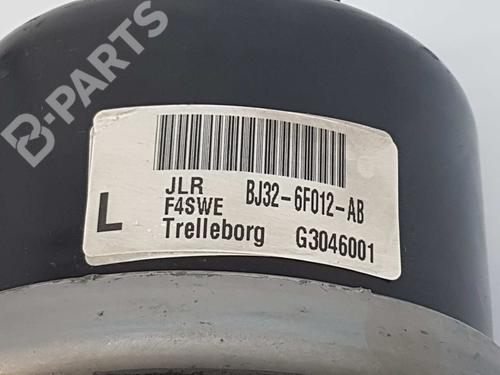 B-PARTS
L
JLR BJ32-6F012-AB
F4SWE
Trelleborg G3046001